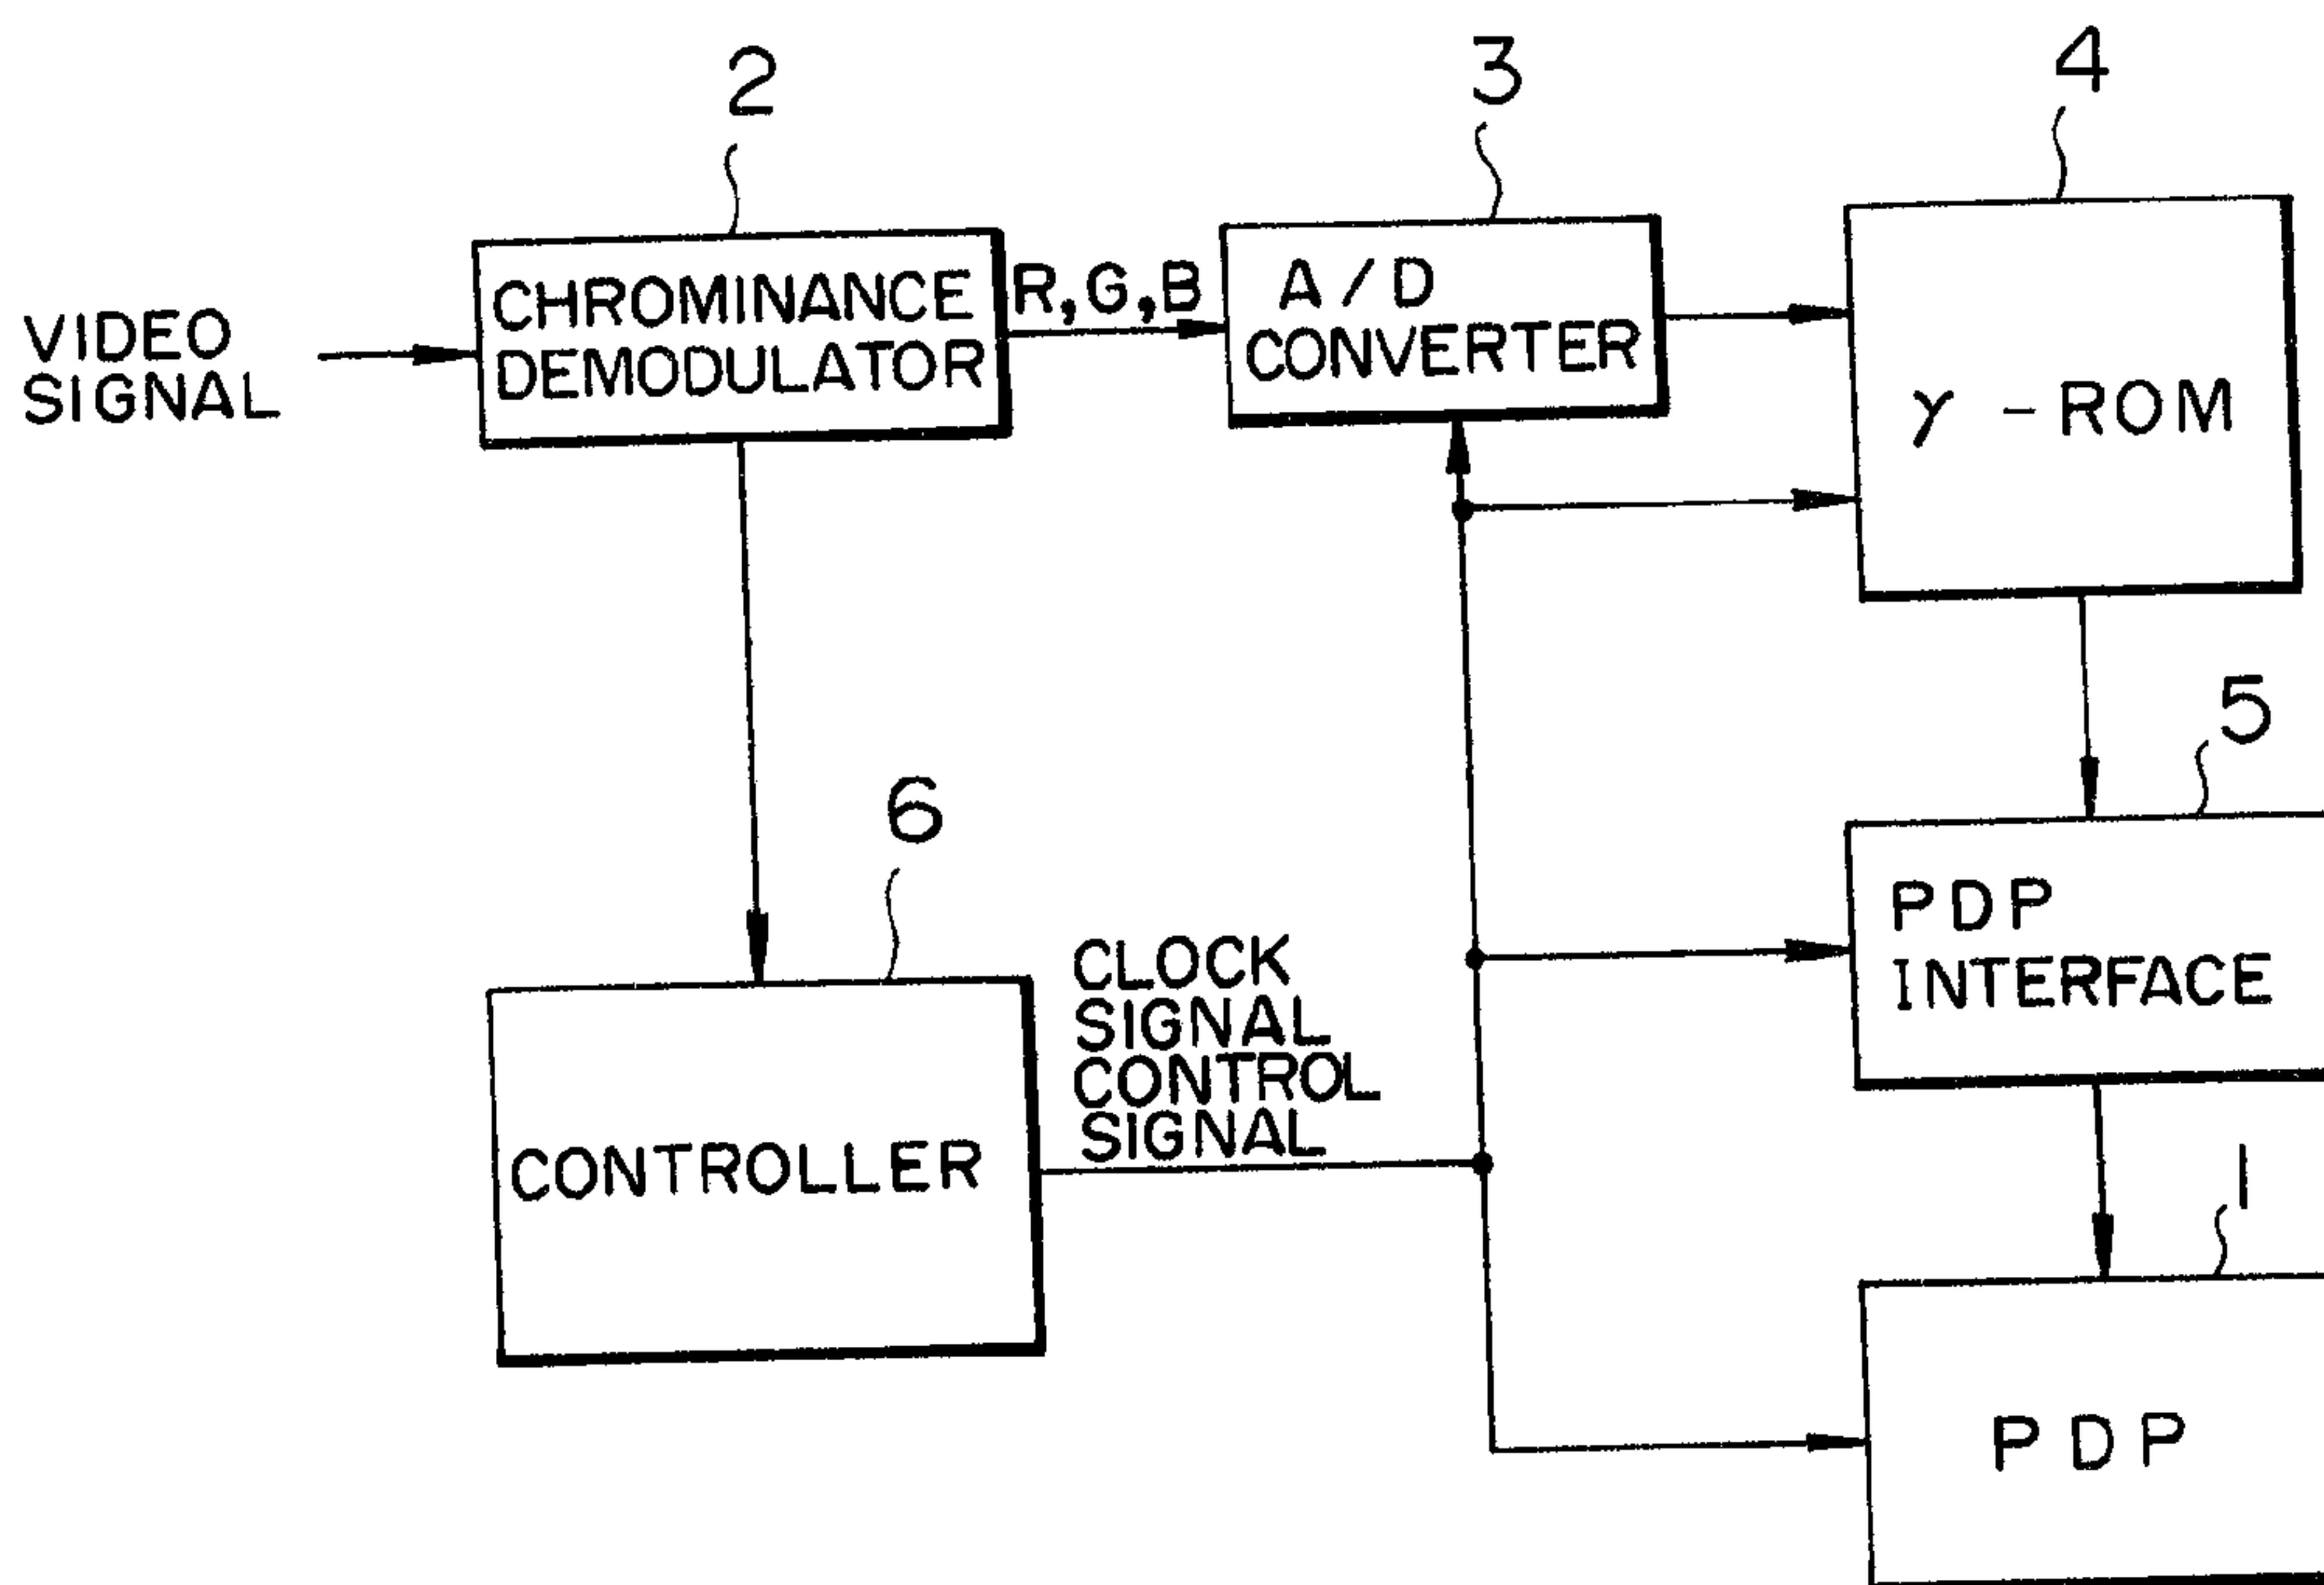 2
3
4
VIDEO
SIGNAL
CHROMINANCE
DEMODULATOR
R,G,B
A/D
CONVERTER
γ-ROM
5
6
PDP
INTERFACE
CLOCK
SIGNAL
CONTROL
SIGNAL
CONTROLLER
1
PDP